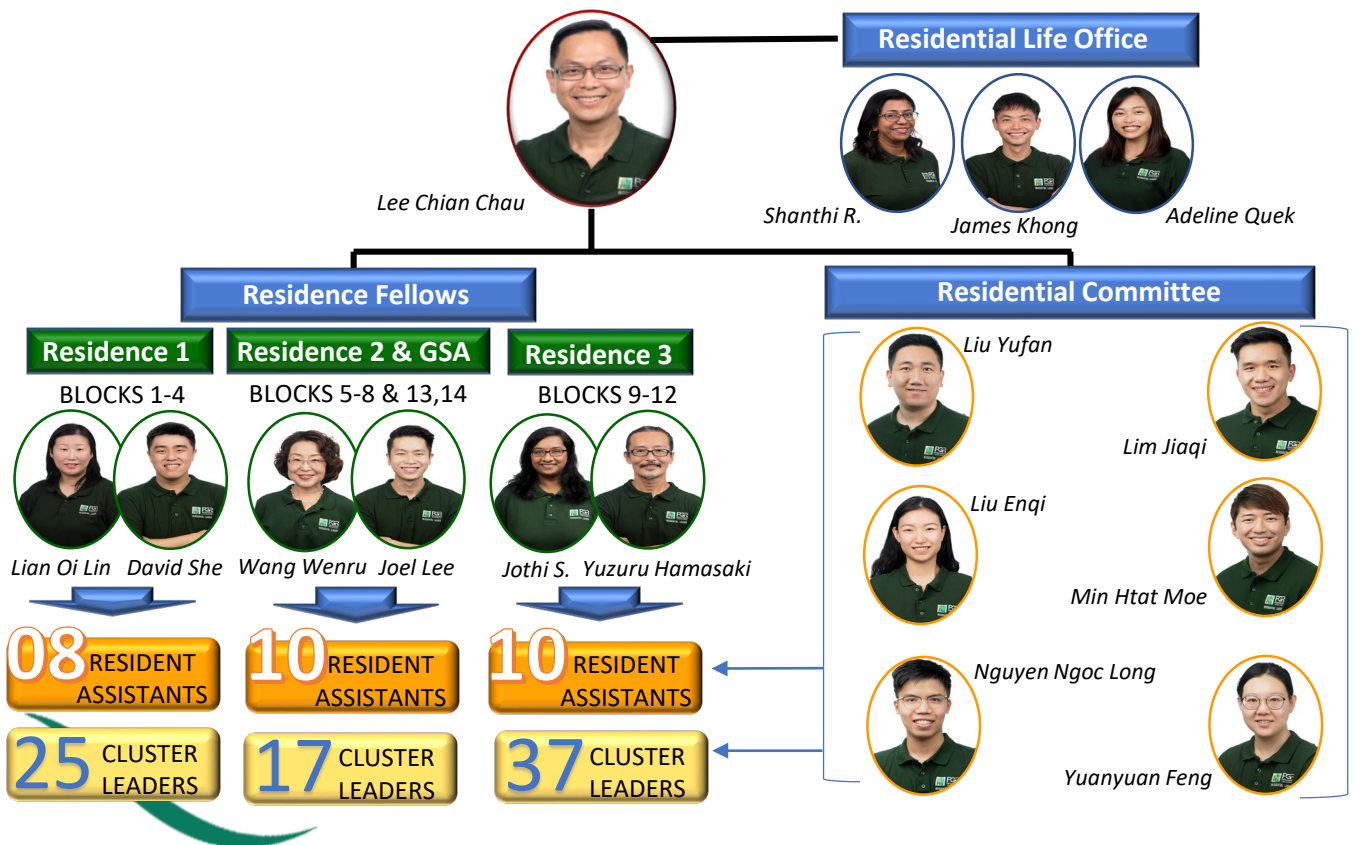 Residential Life Office
Lee Chian Chau
Shanthi R.
James Khong
Adeline Quek
Residence Fellows
Residential Committee
Residence 1
Residence 2 & GSA
Residence 3
BLOCKS 1-4
BLOCKS 5-8 & 13,14
BLOCKS 9-12
Lian Oi Lin
David She
Wang Wenru
Joel Lee
Jothi S.
Yuzuru Hamasaki
08 RESIDENT
ASSISTANTS
10 RESIDENT
ASSISTANTS
10 RESIDENT
ASSISTANTS
25 CLUSTER
LEADERS
17 CLUSTER
LEADERS
37 CLUSTER
LEADERS
Liu Yufan
Lim Jiaqi
Liu Enqi
Min Htat Moe
Nguyen Ngoc Long
Yuanyuan Feng